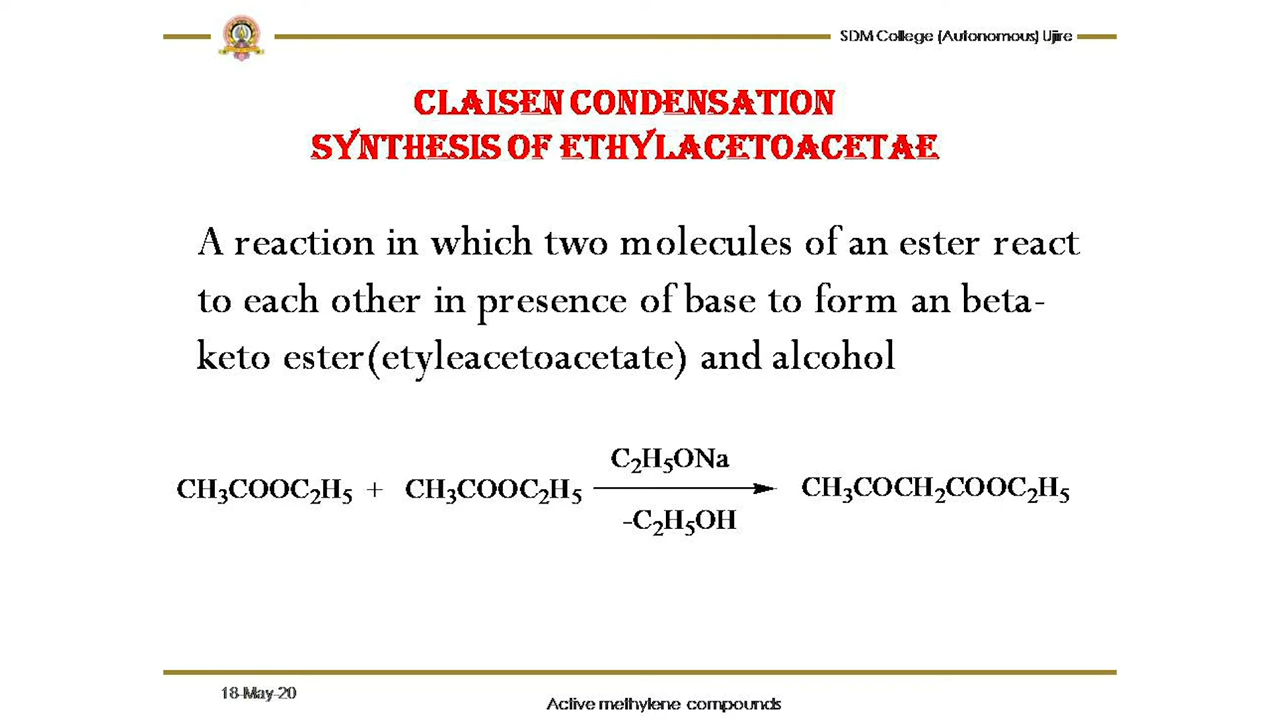 SDM College (Autonomous) Ujire
CLAISEN CONDENSATION
SYNTHESIS OF ETHYLACETOACETAE
A reaction in which two molecules of an ester react
to each other in presence of base to form an beta-
keto ester(etyleacetoacetate) and alcohol
C₂H₅ONa
CH₃COOC₂H₅ + CH₃COOC₂H₅ → CH₃COCH₂COOC₂H₅
-C₂H₅OH
18-May-20
Active methylene compounds